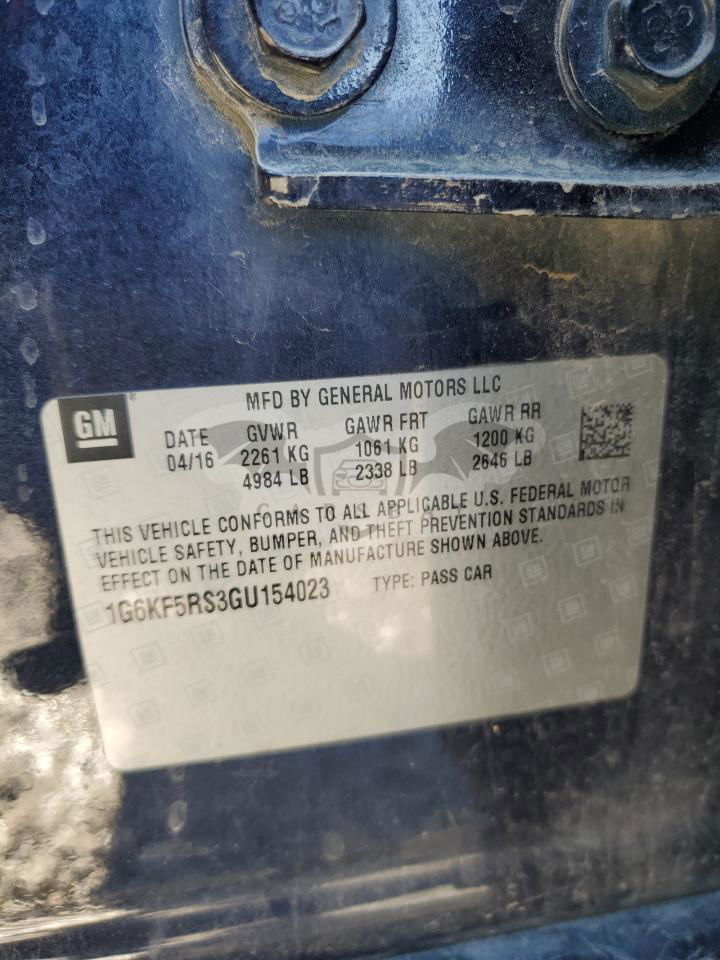 MFD BY GENERAL MOTORS LLC
GM ®
DATE GVWR GAWR FRT GAWR RR
04/16 2261 KG 1061 KG 1200 KG
4984 LB 2338 LB 2646 LB
THIS VEHICLE CONFORMS TO ALL APPLICABLE U.S. FEDERAL MOTOR
VEHICLE SAFETY, BUMPER, AND THEFT PREVENTION STANDARDS IN
EFFECT ON THE DATE OF MANUFACTURE SHOWN ABOVE.
1G6KF5RS3GU154023 TYPE: PASS CAR